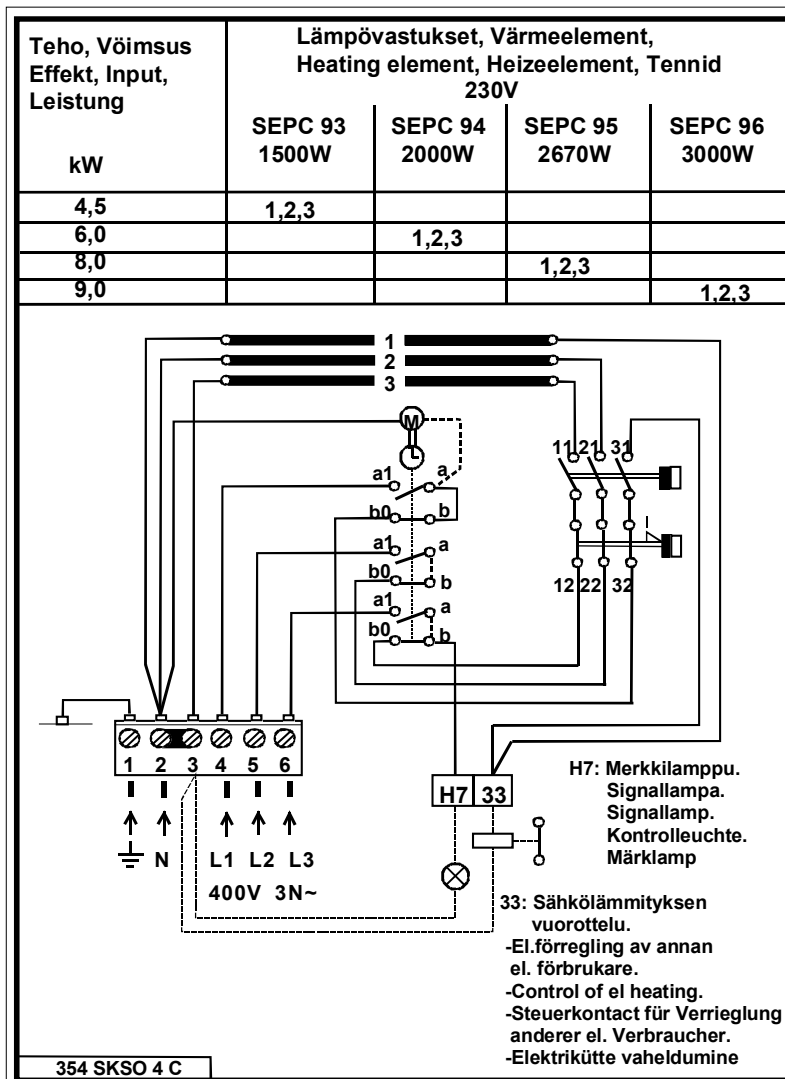 Teho, Vöimsus
Effekt, Input,
Leistung
kW
Lämpövastukset, Värmeelement,
Heating element, Heizeelement, Tennid
230V
SEPC 93 SEPC 94 SEPC 95 SEPC 96
1500W 2000W 2670W 3000W
4,5 1,2,3
6,0 1,2,3
8,0 1,2,3
9,0 1,2,3
1
2
3
M
a1 a
b0 b
a1 a
b0 b
a1 a
b0 b
11 21 31
12 22 32
1 2 3 4 5 6
N L1 L2 L3
400V 3N~
H7 33
H7: Merkkilamppu.
Signallampa.
Signallamp.
Kontrolleuchte.
Märklamp
33: Sähkölämmityksen
vuorottelu.
-El.förregling av annan
el. förbrukare.
-Control of el heating.
-Steuerkontact für Verrieglung
anderer el. Verbraucher.
-Elektrikütte vaheldumine
354 SKSO 4 C